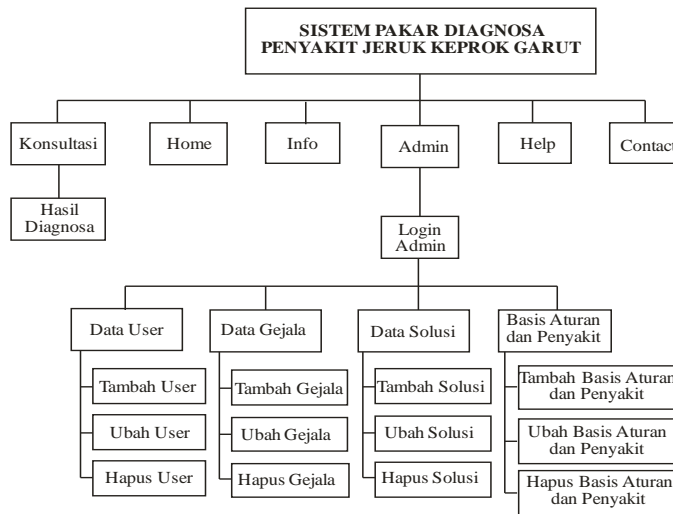 SISTEM PAKAR DIAGNOSA
PENYAKIT JERUK KEPROK GARUT
Konsultasi
Home
Info
Admin
Help
Contact
Hasil
Diagnosa
Login
Admin
Data User
Data Gejala
Data Solusi
Basis Aturan
dan Penyakit
Tambah User
Ubah User
Hapus User
Tambah Gejala
Ubah Gejala
Hapus Gejala
Tambah Solusi
Ubah Solusi
Hapus Solusi
Tambah Basis Aturan
dan Penyakit
Ubah Basis Aturan
dan Penyakit
Hapus Basis Aturan
dan Penyakit